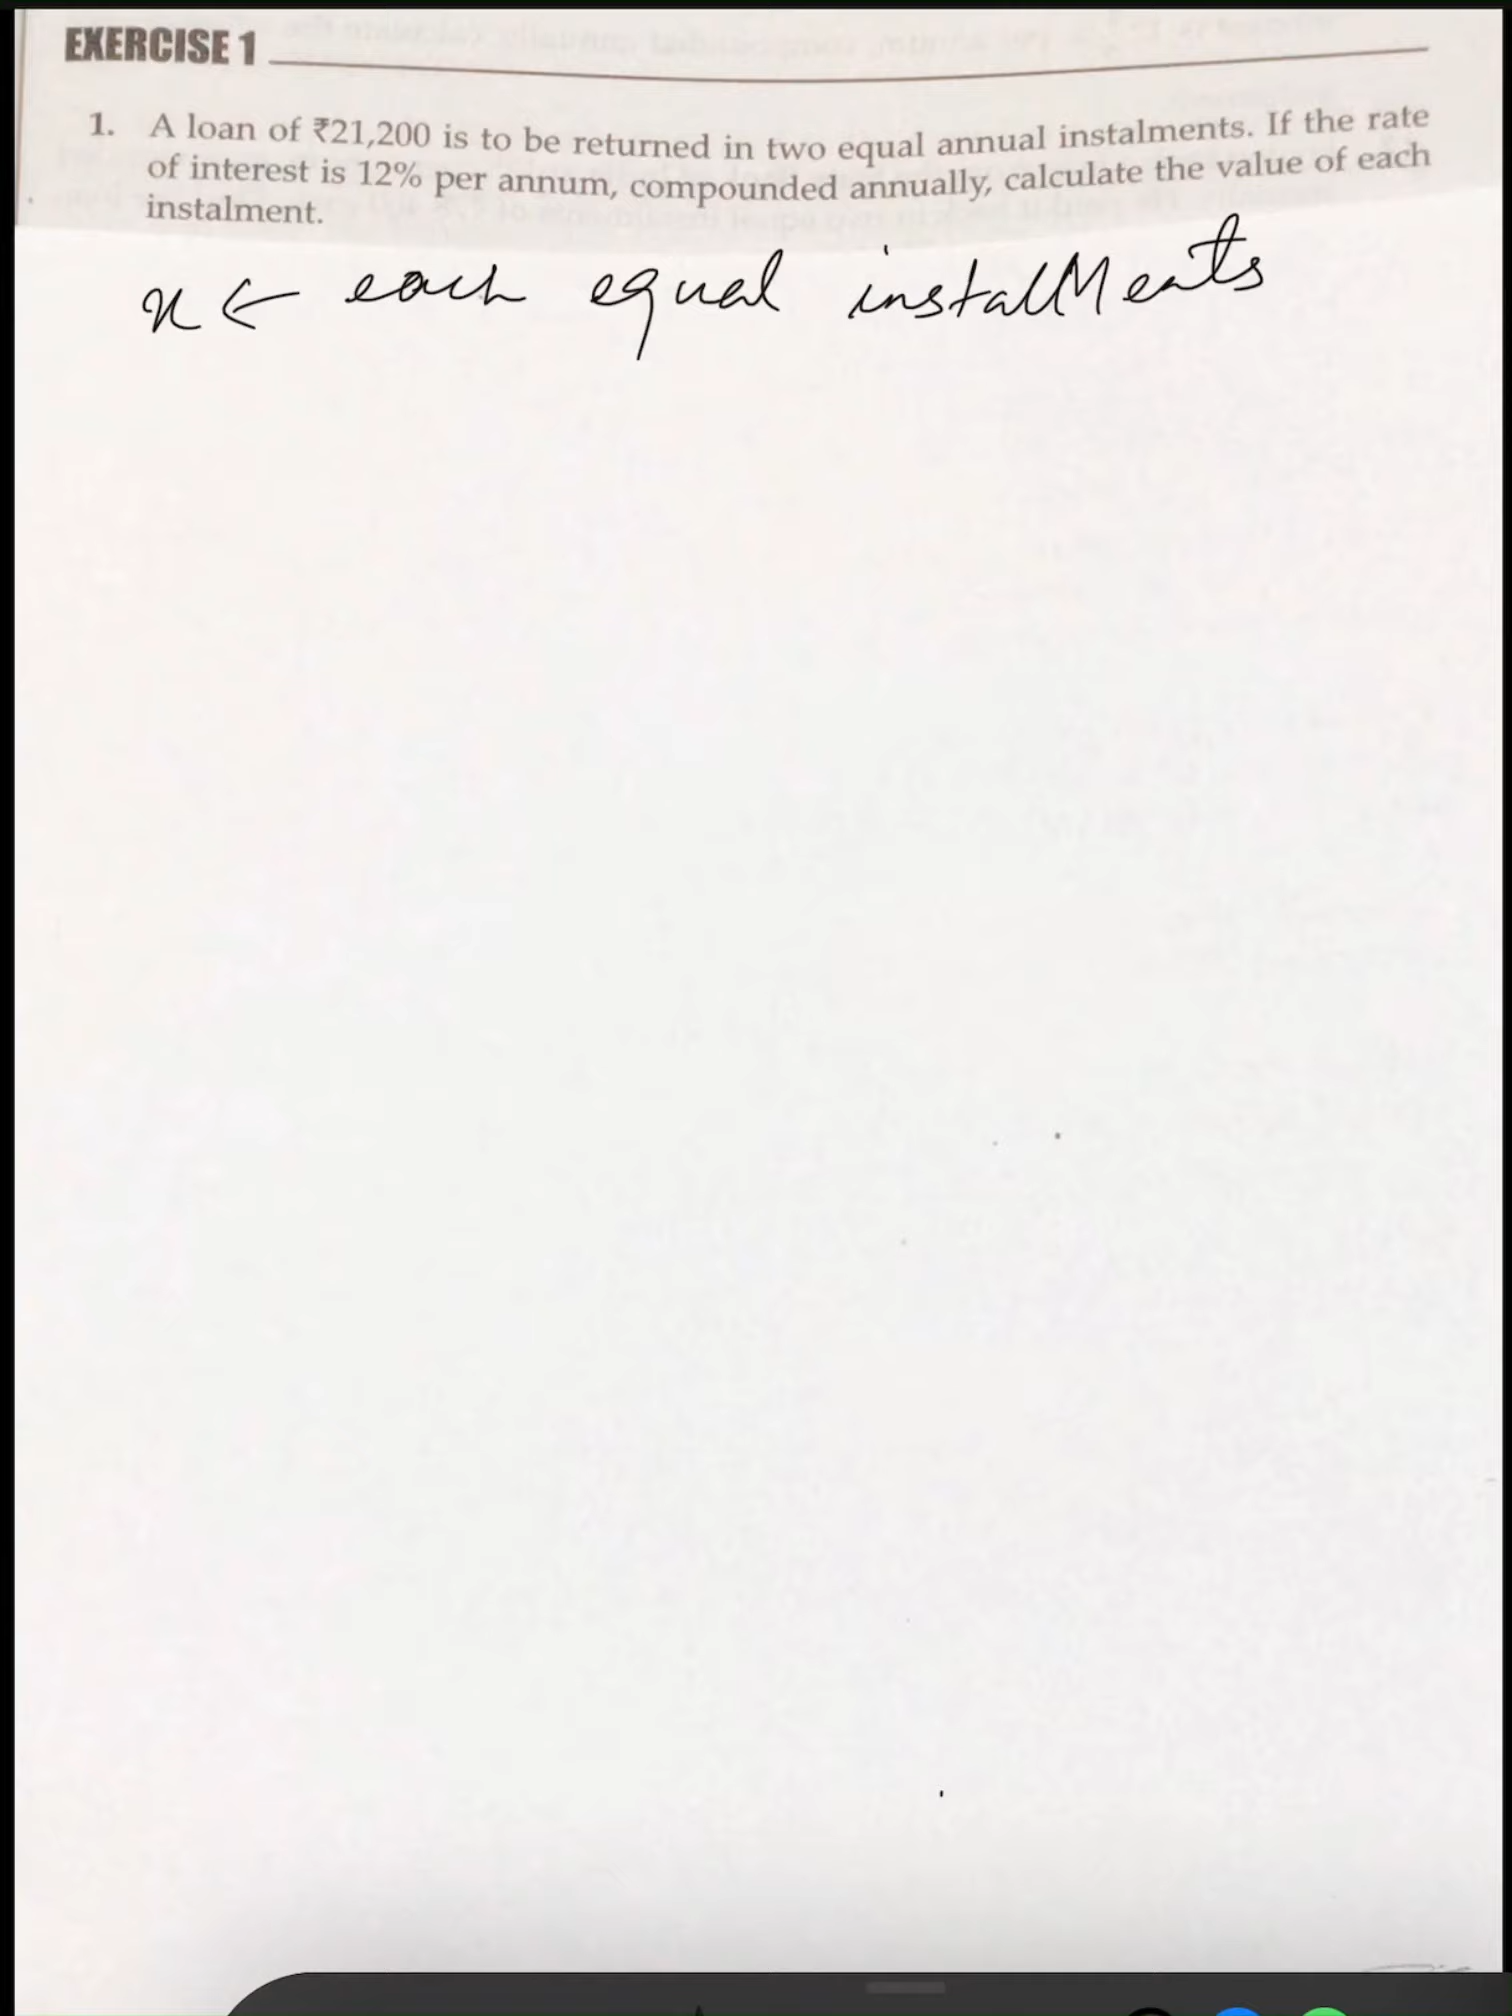 EXERCISE 1
1. A loan of ₹21,200 is to be returned in two equal annual instalments. If the rate
of interest is 12% per annum, compounded annually, calculate the value of each
instalment.
x ← each equal installMents